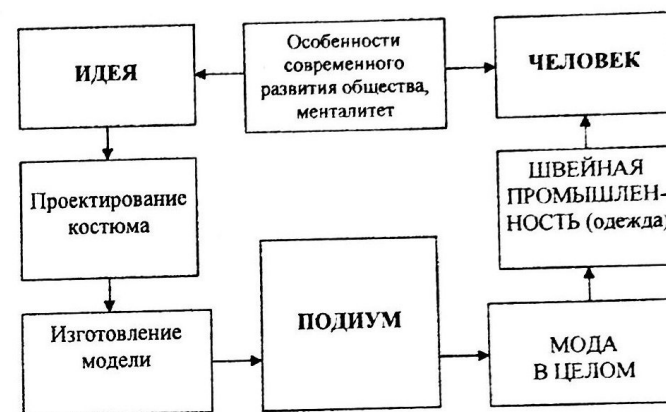 ИДЕЯ
Особенности
современного
развития общества,
менталитет
ЧЕЛОВЕК
Проектирование
костюма
ШВЕЙНАЯ
ПРОМЫШЛЕН-
НОСТЬ (одежда)
Изготовление
модели
ПОДИУМ
МОДА
В ЦЕЛОМ